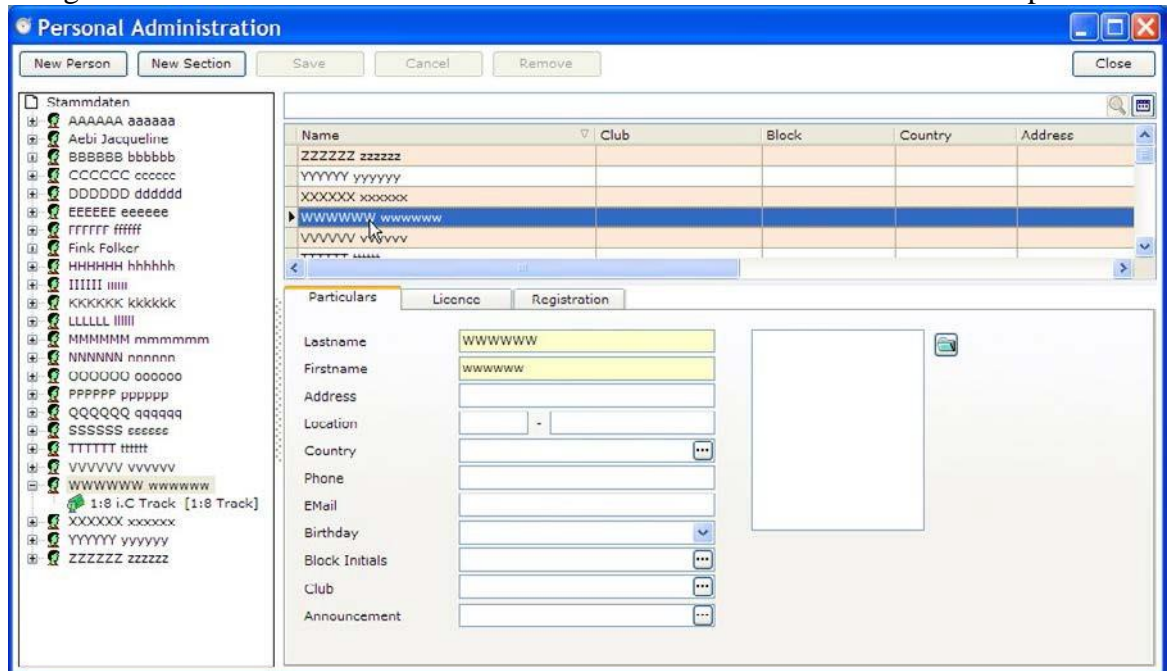 Personal Administration
New Person New Section Save Cancel Remove Close
Stammdaten
AAAAAA aaaaaa
Aebi Jacqueline
BBBBBB bbbbbb
CCCCCC cccccc
DDDDDD dddddd
EEEEEE eeeeee
FFFFFF ffffff
Fink Folker
HHHHHH hhhhhh
IIIIII iiiiii
KKKKKK kkkkkk
LLLLLL llllll
MMMMMM mmmmmm
NNNNNN nnnnnn
OOOOOO oooooo
PPPPPP pppppp
QQQQQQ qqqqqq
SSSSSS ssssss
TTTTTT tttttt
VVVVVV vvvvvv
WWWWWW wwwwww
1:8 i.C Track [1:8 Track]
XXXXXX xxxxxx
YYYYYY yyyyyy
ZZZZZZ zzzzzz
Name Club Block Country Address
ZZZZZZ zzzzzz
YYYYYY yyyyyy
XXXXXX xxxxxx
WWWWWW wwwwww
VVVVVV vvvvvv
TTTTTT tttttt
Particulars Licence Registration
Lastname WWWWWW
Firstname wwwwww
Address
Location -
Country
Phone
EMail
Birthday
Block Initials
Club
Announcement